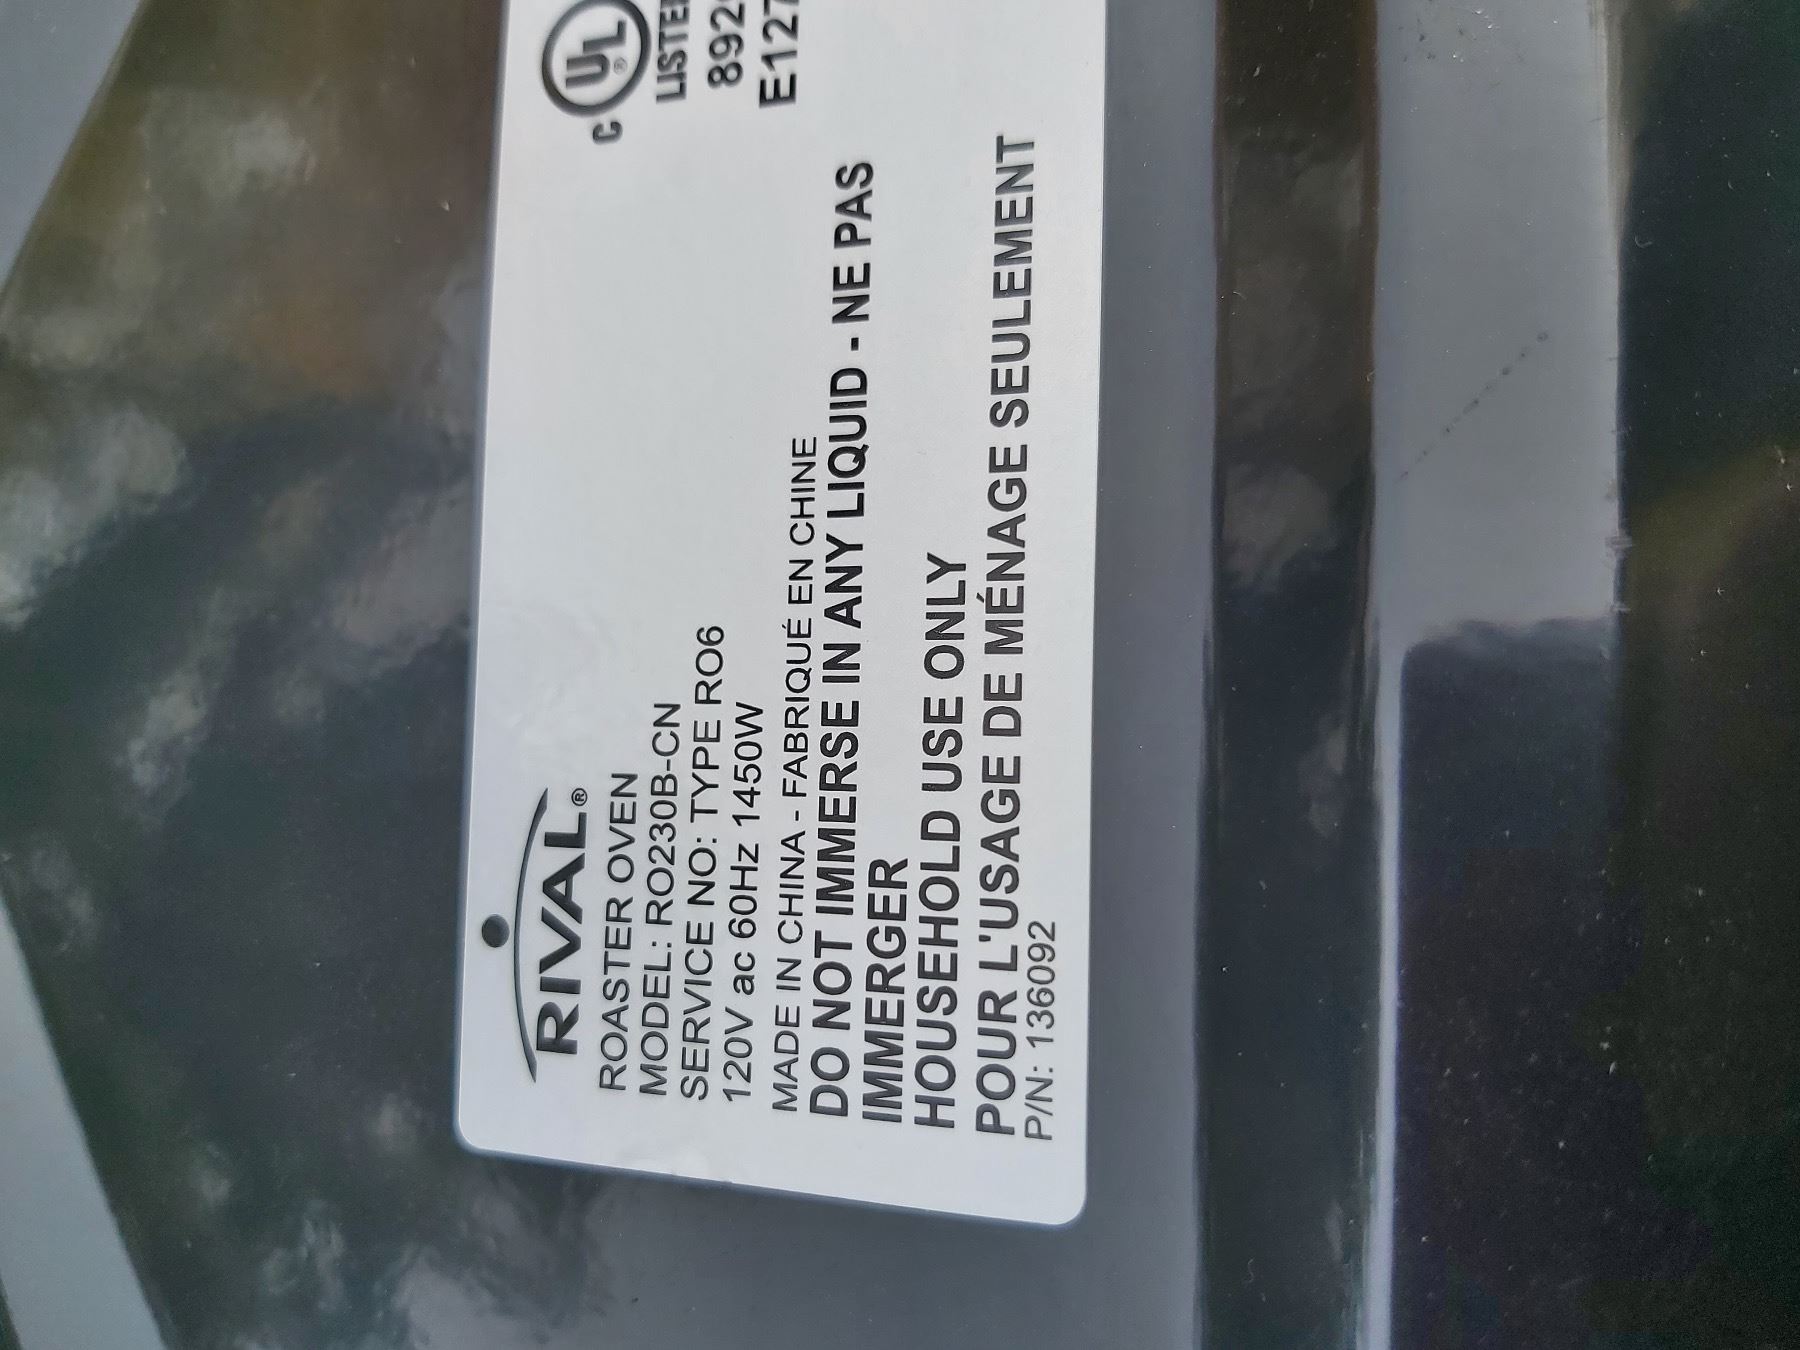 RIVAL®
ROASTER OVEN
MODEL: RO230B-CN
SERVICE NO: TYPE RO6
120V ac 60Hz 1450W
MADE IN CHINA - FABRIQUÉ EN CHINE
DO NOT IMMERSE IN ANY LIQUID - NE PAS
IMMERGER
HOUSEHOLD USE ONLY
POUR L'USAGE DE MÉNAGE SEULEMENT
P/N: 136092
C UL ®